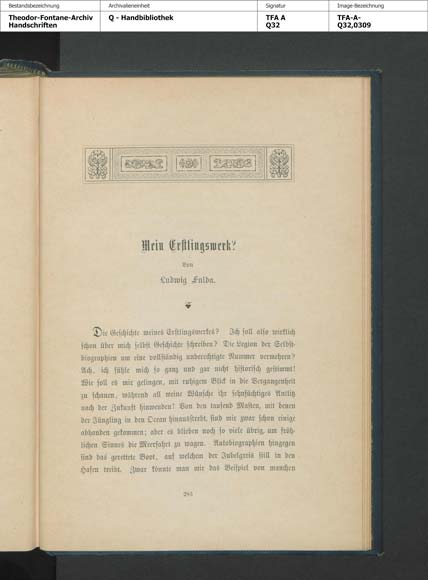 Bestandsbezeichnung
Theodor-Fontane-Archiv
Handschriften
Archivalieneinheit
Q - Handbibliothek
Signatur
TFA A
Q32
Image-Bezeichnung
TFA-A-
Q32,0309
Mein Erstlingswerk?
Von
Ludwig Fulda.
Die Geschichte meines Erstlingswerkes? Ich soll also wirklich
schon über mich selbst Geschichte schreiben? Die Legion der Selbst-
biographien um eine vollständig unberechtigte Nummer vermehren?
Ach, ich fühle mich so ganz und gar nicht historisch gestimmt!
Wie soll es mir gelingen, mit ruhigem Blick in die Vergangenheit
zu schauen, während all meine Wünsche ihr sehnsüchtiges Antlitz
nach der Zukunft hinwenden! Von den tausend Masten, mit denen
der Jüngling in den Ocean hinausstrebt, sind mir zwar schon einige
abhanden gekommen; aber es blieben noch so viele übrig, um fröh-
lichen Sinnes die Meerfahrt zu wagen. Autobiographien hingegen
sind das gerettete Boot, auf welchem der Jubelgreis still in den
Hafen treibt. Zwar könnte man mir das Beispiel von manchen
285